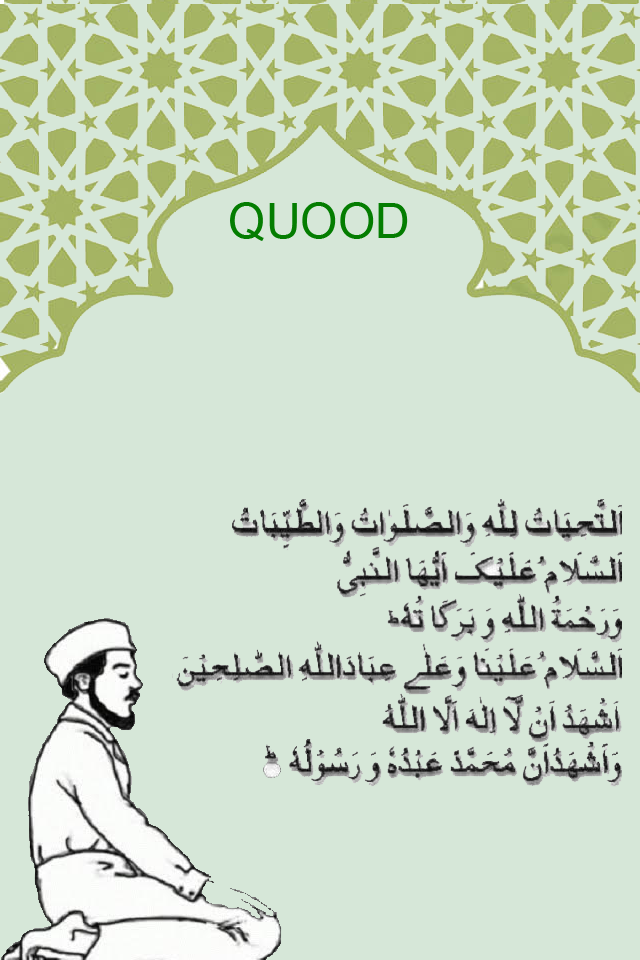 QUOOD
اَلتَّحِيَاتُ لِلّٰهِ وَالصَّلَوٰاتُ وَالطَّيِّبَاتُ
اَلسَّلَامُ عَلَيْكَ اَيُّهَا النَّبِيُّ
وَرَحْمَةُ اللّٰهِ وَ بَرَكَا تُهٗ ؕ
اَلسَّلَامُ عَلَيْنَا وَعَلٰے عِبَادَاللّٰهِ الصّٰلِحِيْنَ
اَشْهَدُ اَنْ لَّآ اِلٰهَ اَلَّا اللّٰهُ
وَاَشْهَدُاَنَّ مُحَمَّدً عَبْدُهٗ وَ رَسُوْلُهٗ ؕ